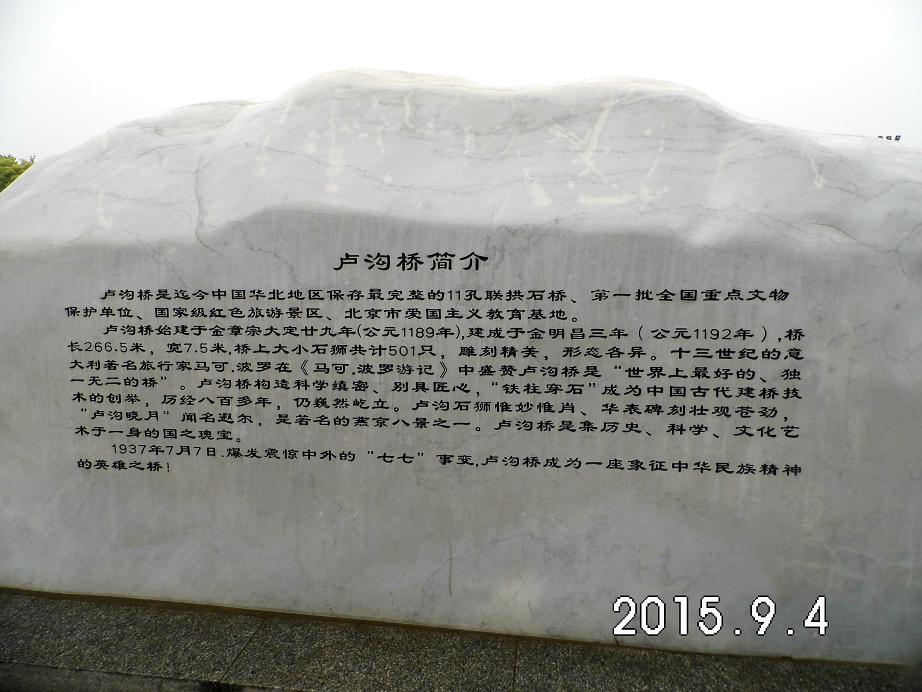 卢沟桥简介
卢沟桥是迄今中国华北地区保存最完整的11孔联拱石桥、第一批全国重点文物
保护单位、国家级红色旅游景区、北京市爱国主义教育基地。
卢沟桥始建于金章宗大定廿九年(公元1189年),建成于金明昌三年（公元1192年）,桥
长266.5米，宽7.5米,桥上大小石狮共计501只，雕刻精美，形态各异。十三世纪的意
大利著名旅行家马可.波罗在《马可.波罗游记》中盛赞卢沟桥是“世界上最好的、独
一无二的桥”。卢沟桥构造科学缜密、别具匠心，“铁柱穿石”成为中国古代建桥技
术的创举，历经八百多年，仍巍然屹立。卢沟石狮惟妙惟肖、华表碑刻壮观苍劲，
“卢沟晓月”闻名遐尔，是著名的燕京八景之一。卢沟桥是集历史、科学、文化艺
术于一身的国之瑰宝。
1937年7月7日.爆发震惊中外的“七七”事变,卢沟桥成为一座象征中华民族精神
的英雄之桥!
2015.9.4